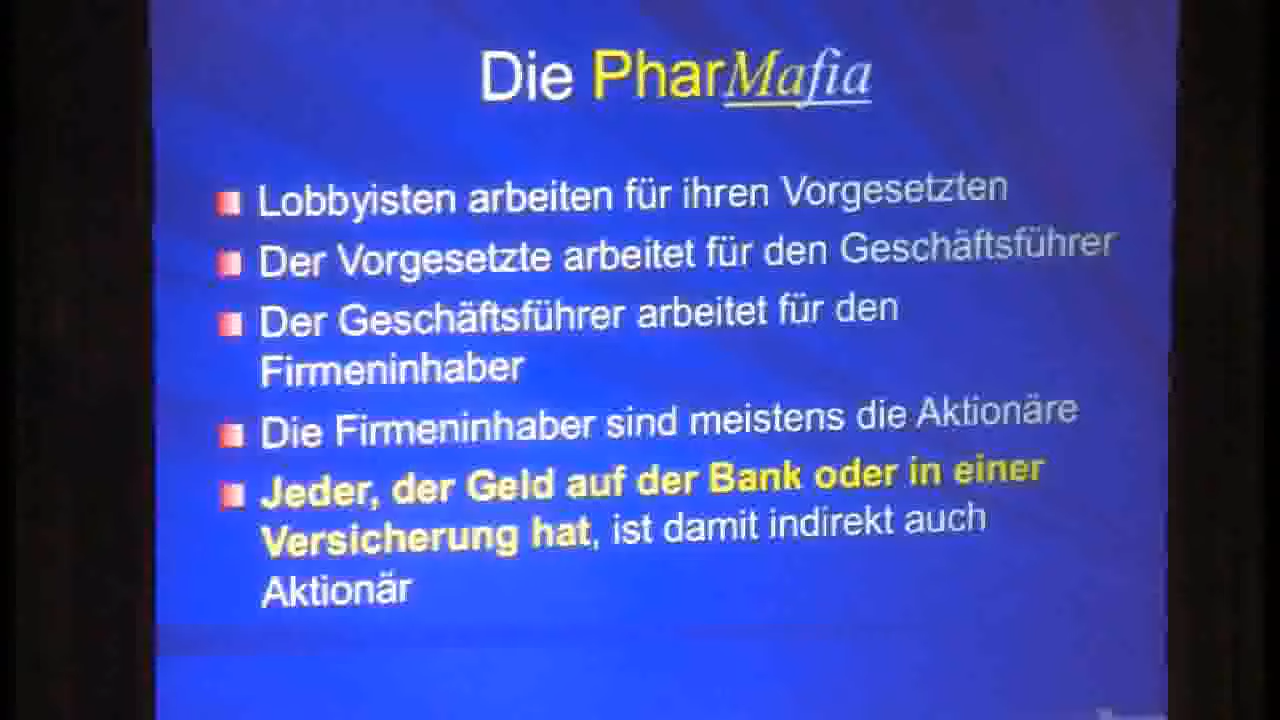 Die PharMafia
Lobbyisten arbeiten für ihren Vorgesetzten
Der Vorgesetzte arbeitet für den Geschäftsführer
Der Geschäftsführer arbeitet für den
Firmeninhaber
Die Firmeninhaber sind meistens die Aktionäre
Jeder, der Geld auf der Bank oder in einer
Versicherung hat, ist damit indirekt auch
Aktionär